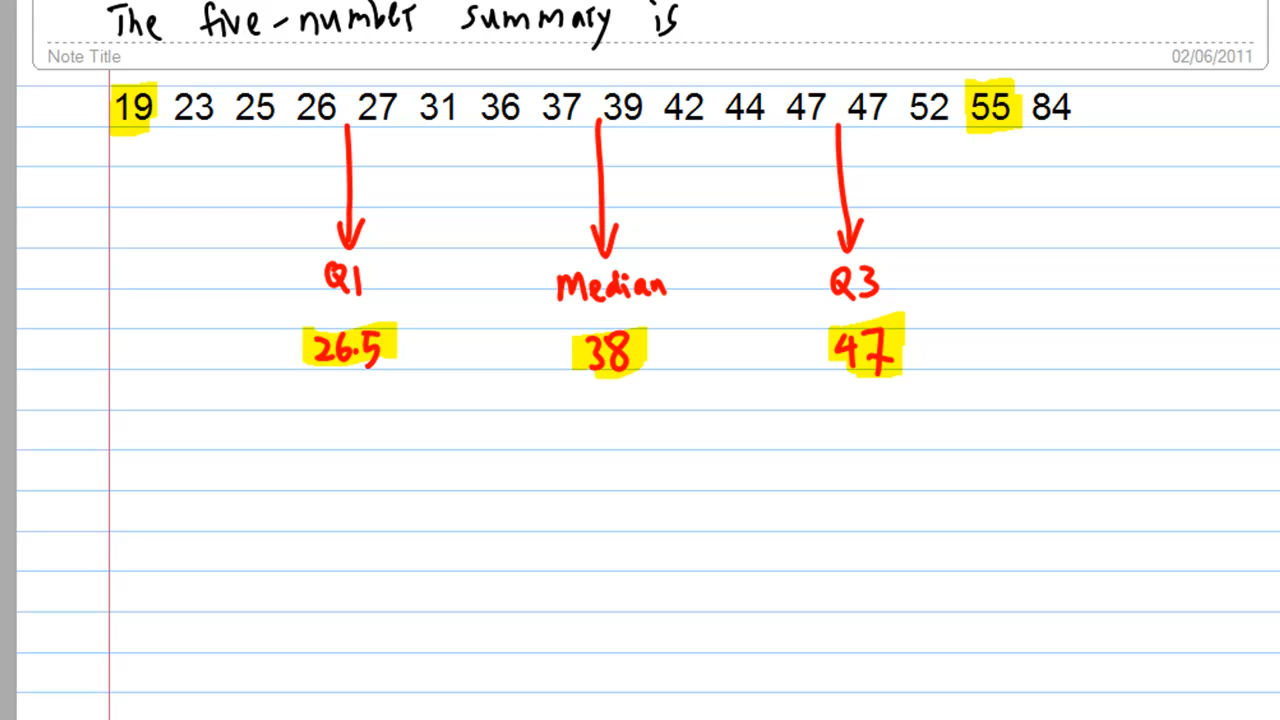 The five-number summary is
Note Title
02/06/2011
19 23 25 26 27 31 36 37 39 42 44 47 47 52 55 84
Q1 Median Q3
26.5 38 47